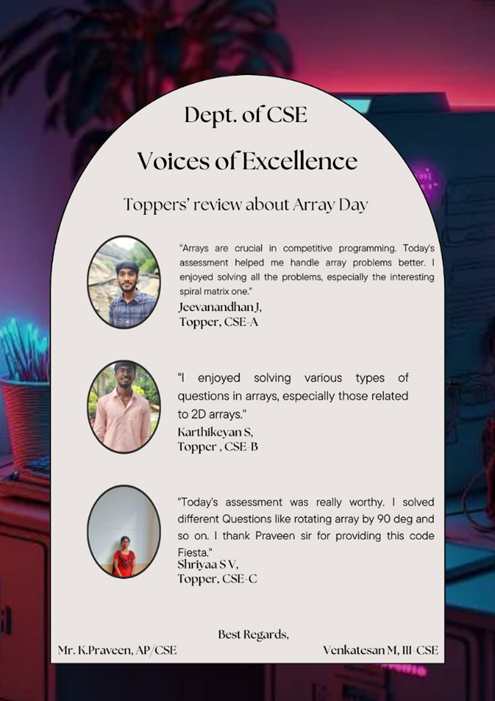 Dept. of CSE
Voices of Excellence
Toppers' review about Array Day
"Arrays are crucial in competitive programming. Today's
assessment helped me handle array problems better. I
enjoyed solving all the problems, especially the interesting
spiral matrix one."
Jeevanandhan J,
Topper, CSE-A
"I enjoyed solving various types of
questions in arrays, especially those related
to 2D arrays."
Karthikeyan S,
Topper , CSE-B
"Today's assessment was really worthy. I solved
different Questions like rotating array by 90 deg and
so on. I thank Praveen sir for providing this code
Fiesta."
Shriyaa S V,
Topper, CSE-C
Best Regards,
Mr. K.Praveen, AP/CSE
Venkatesan M, III-CSE